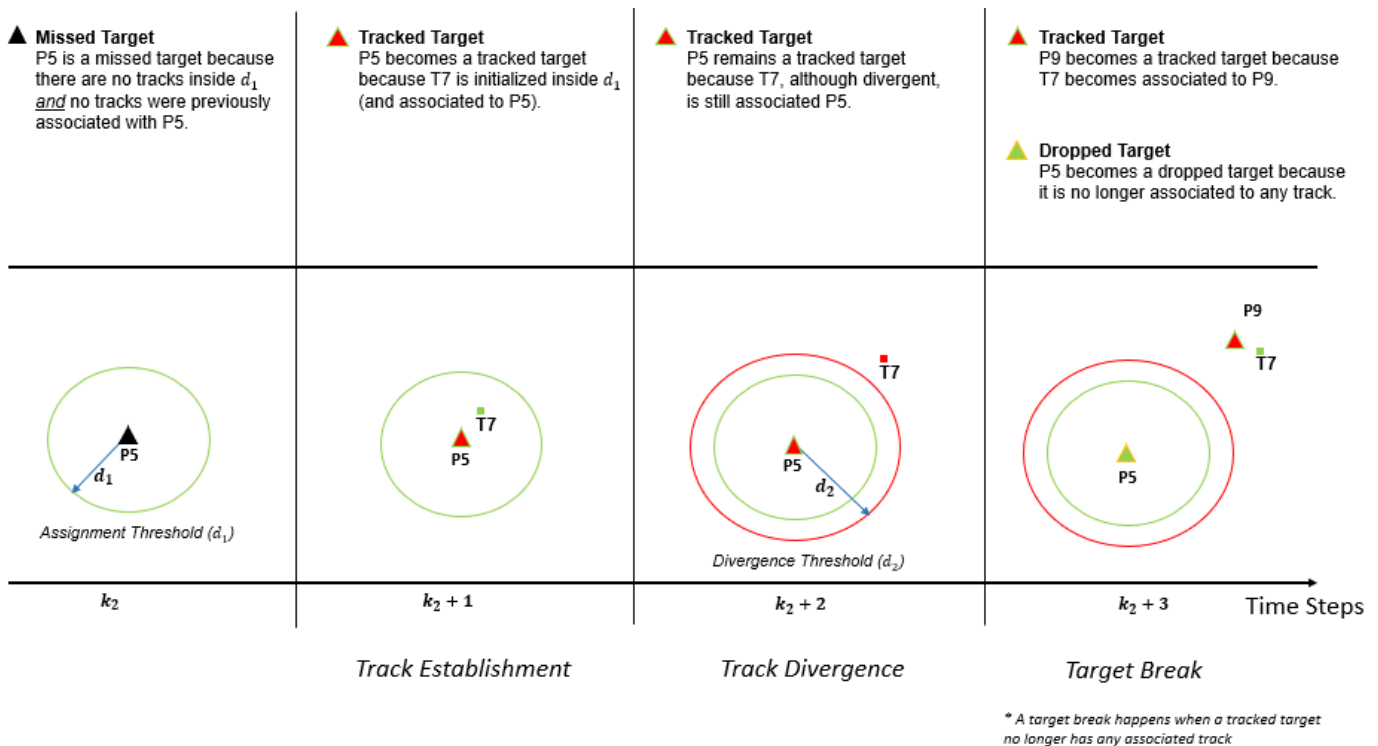 Missed Target
P5 is a missed target because
there are no tracks inside d₁
and no tracks were previously
associated with P5.
Tracked Target
P5 becomes a tracked target
because T7 is initialized inside d₁
(and associated to P5).
Tracked Target
P5 remains a tracked target
because T7, although divergent,
is still associated P5.
Tracked Target
P9 becomes a tracked target because
T7 becomes associated to P9.
Dropped Target
P5 becomes a dropped target because
it is no longer associated to any track.
P5
d₁
Assignment Threshold (d₁)
T7
P5
T7
P5
d₂
Divergence Threshold (d₂)
P9
T7
P5
k₂
k₂ + 1
k₂ + 2
k₂ + 3
Time Steps
Track Establishment
Track Divergence
Target Break
* A target break happens when a tracked target
no longer has any associated track